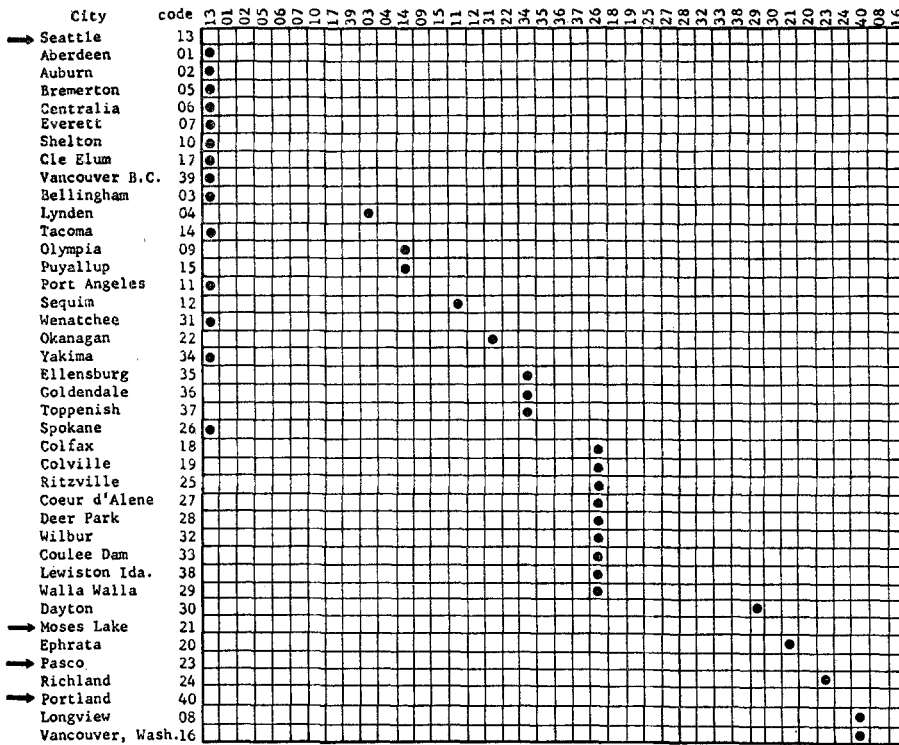 City code 13 01 02 05 06 07 10 17 39 03 04 14 09 15 11 12 31 22 34 35 36 37 26 18 19 25 27 28 32 33 38 29 30 21 20 23 24 40 08 16
Seattle 13
Aberdeen 01
Auburn 02
Bremerton 05
Centralia 06
Everett 07
Shelton 10
Cle Elum 17
Vancouver B.C. 39
Bellingham 03
Lynden 04
Tacoma 14
Olympia 09
Puyallup 15
Port Angeles 11
Sequim 12
Wenatchee 31
Okanagan 22
Yakima 34
Ellensburg 35
Goldendale 36
Toppenish 37
Spokane 26
Colfax 18
Colville 19
Ritzville 25
Coeur d'Alene 27
Deer Park 28
Wilbur 32
Coulee Dam 33
Lewiston Ida. 38
Walla Walla 29
Dayton 30
Moses Lake 21
Ephrata 20
Pasco 23
Richland 24
Portland 40
Longview 08
Vancouver, Wash. 16